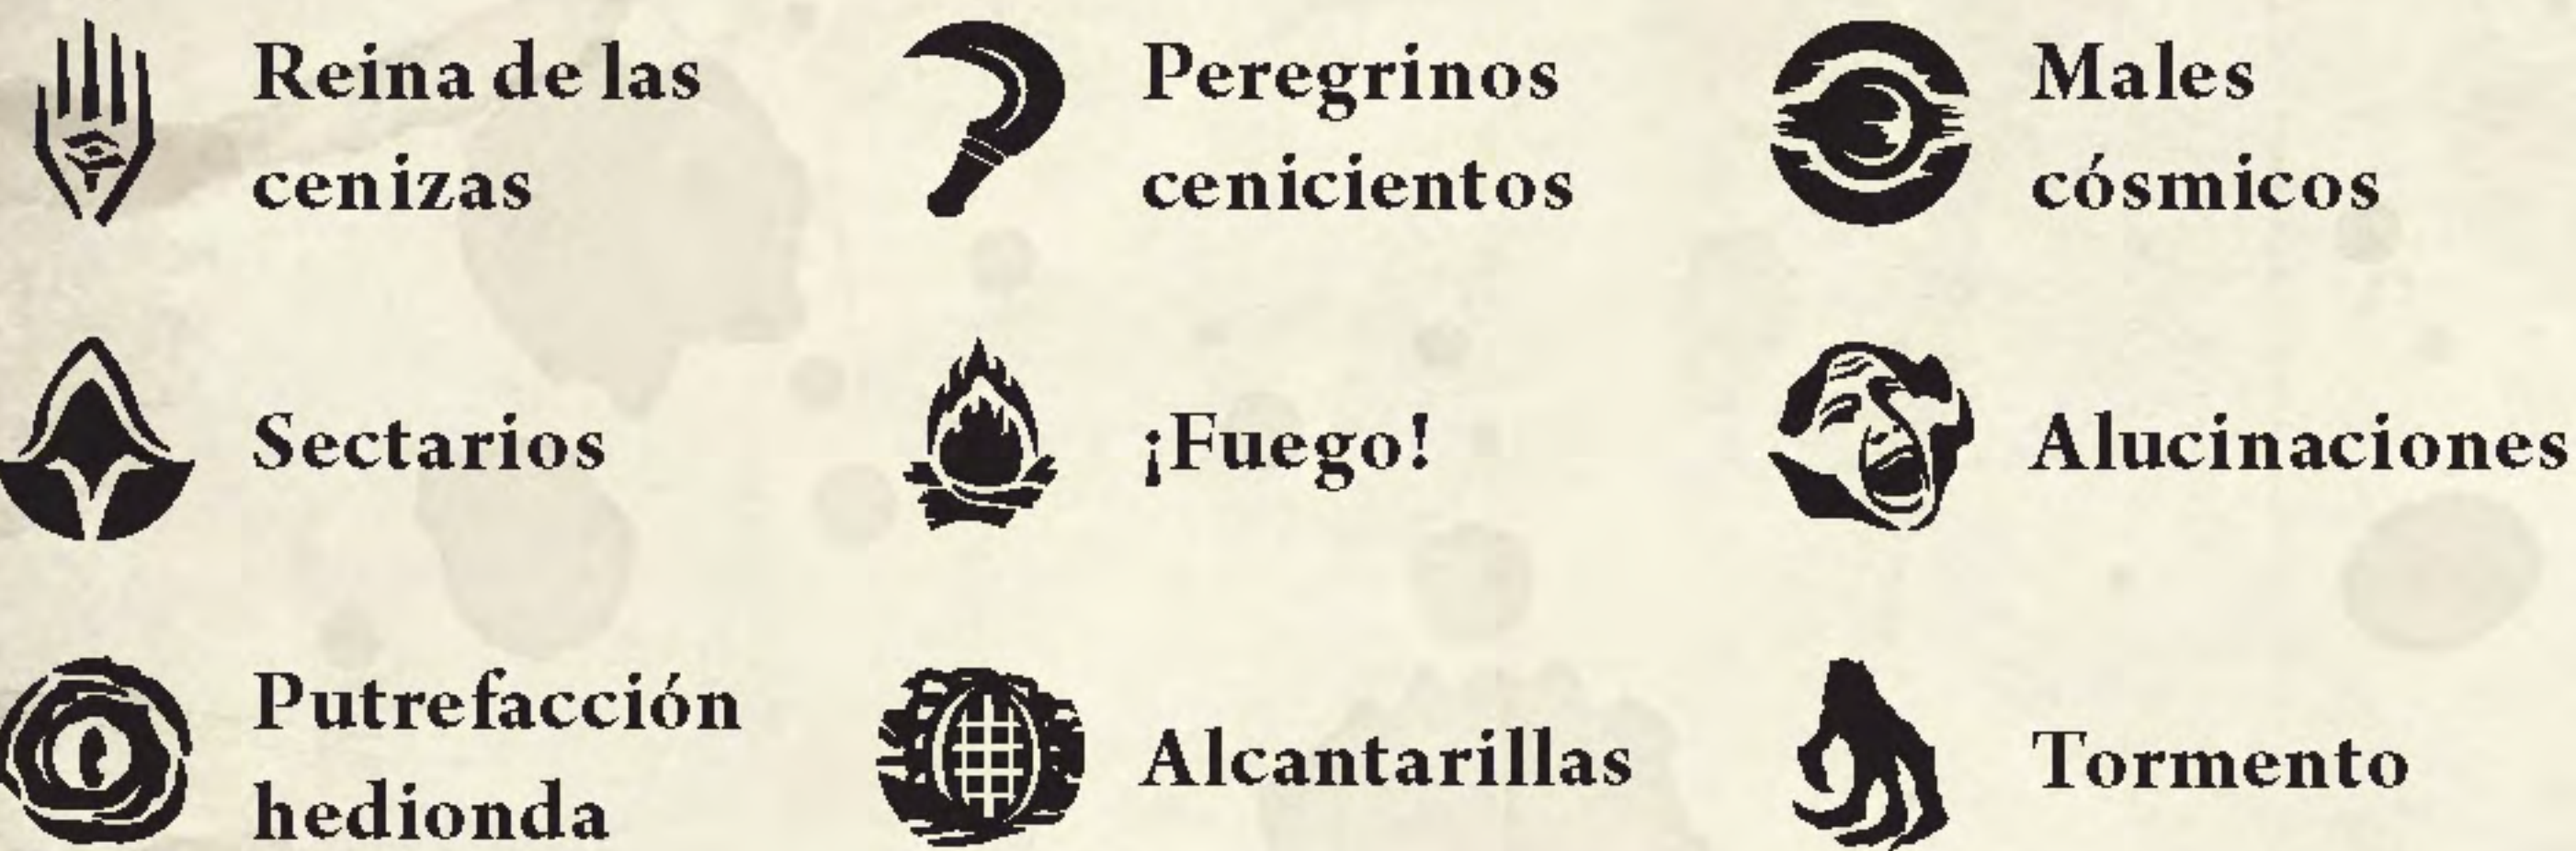 Reina de las
cenizas
Peregrinos
cenicientos
Males
cósmicos
Sectarios
¡Fuego!
Alucinaciones
Putrefacción
hedionda
Alcantarillas
Tormento